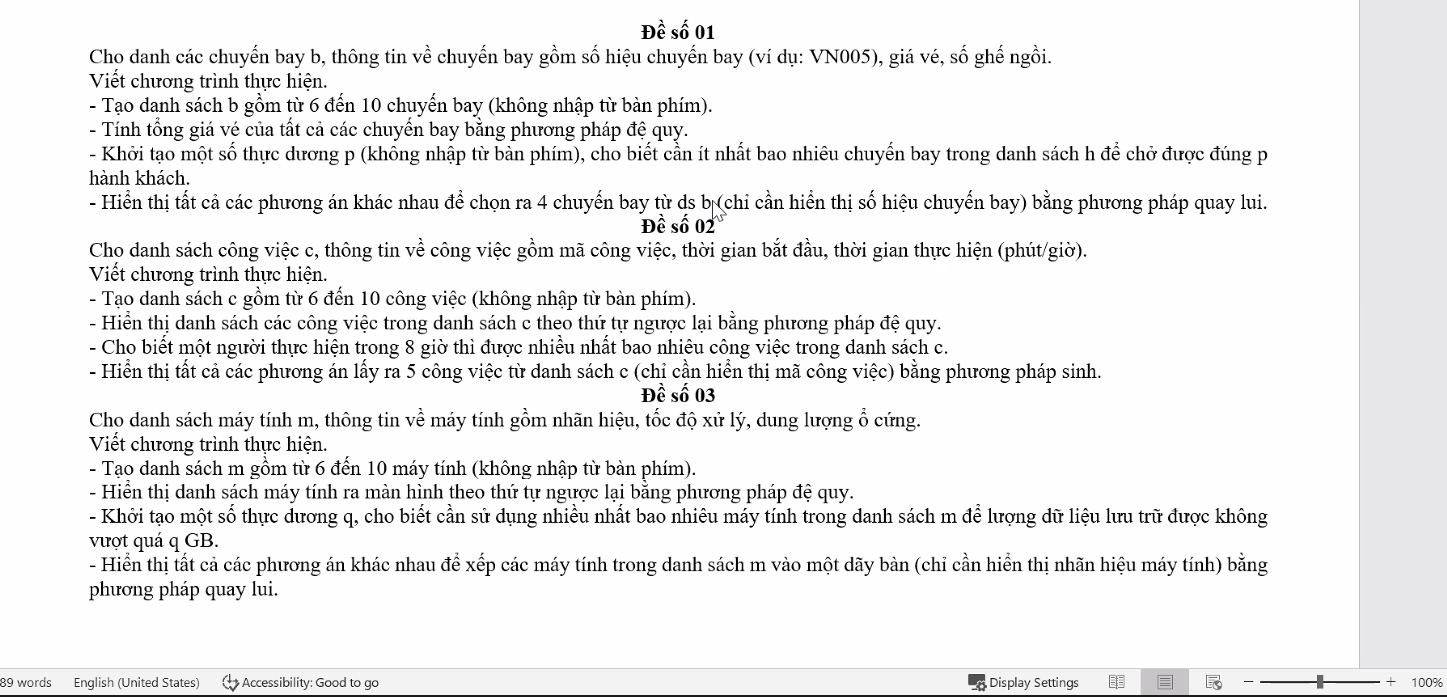 Đề số 01
Cho danh các chuyến bay b, thông tin về chuyến bay gồm số hiệu chuyến bay (ví dụ: VN005), giá vé, số ghế ngồi.
Viết chương trình thực hiện.
- Tạo danh sách b gồm từ 6 đến 10 chuyến bay (không nhập từ bàn phím).
- Tính tổng giá vé của tất cả các chuyến bay bằng phương pháp đệ quy.
- Khởi tạo một số thực dương p (không nhập từ bàn phím), cho biết cần ít nhất bao nhiêu chuyến bay trong danh sách h để chở được đúng p
hành khách.
- Hiển thị tất cả các phương án khác nhau để chọn ra 4 chuyến bay từ ds b (chỉ cần hiển thị số hiệu chuyến bay) bằng phương pháp quay lui.
Đề số 02
Cho danh sách công việc c, thông tin về công việc gồm mã công việc, thời gian bắt đầu, thời gian thực hiện (phút/giờ).
Viết chương trình thực hiện.
- Tạo danh sách c gồm từ 6 đến 10 công việc (không nhập từ bàn phím).
- Hiển thị danh sách các công việc trong danh sách c theo thứ tự ngược lại bằng phương pháp đệ quy.
- Cho biết một người thực hiện trong 8 giờ thì được nhiều nhất bao nhiêu công việc trong danh sách c.
- Hiển thị tất cả các phương án lấy ra 5 công việc từ danh sách c (chỉ cần hiển thị mã công việc) bằng phương pháp sinh.
Đề số 03
Cho danh sách máy tính m, thông tin về máy tính gồm nhãn hiệu, tốc độ xử lý, dung lượng ổ cứng.
Viết chương trình thực hiện.
- Tạo danh sách m gồm từ 6 đến 10 máy tính (không nhập từ bàn phím).
- Hiển thị danh sách máy tính ra màn hình theo thứ tự ngược lại bằng phương pháp đệ quy.
- Khởi tạo một số thực dương q, cho biết cần sử dụng nhiều nhất bao nhiêu máy tính trong danh sách m để lượng dữ liệu lưu trữ được không
vượt quá q GB.
- Hiển thị tất cả các phương án khác nhau để xếp các máy tính trong danh sách m vào một dãy bàn (chỉ cần hiển thị nhãn hiệu máy tính) bằng
phương pháp quay lui.
89 words English (United States) Accessibility: Good to go Display Settings 100%